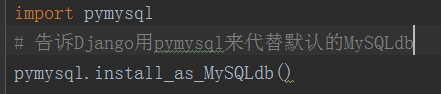 import pymysql
# 告诉Django用pymysql来代替默认的MySQLdb
pymysql.install_as_MySQLdb()